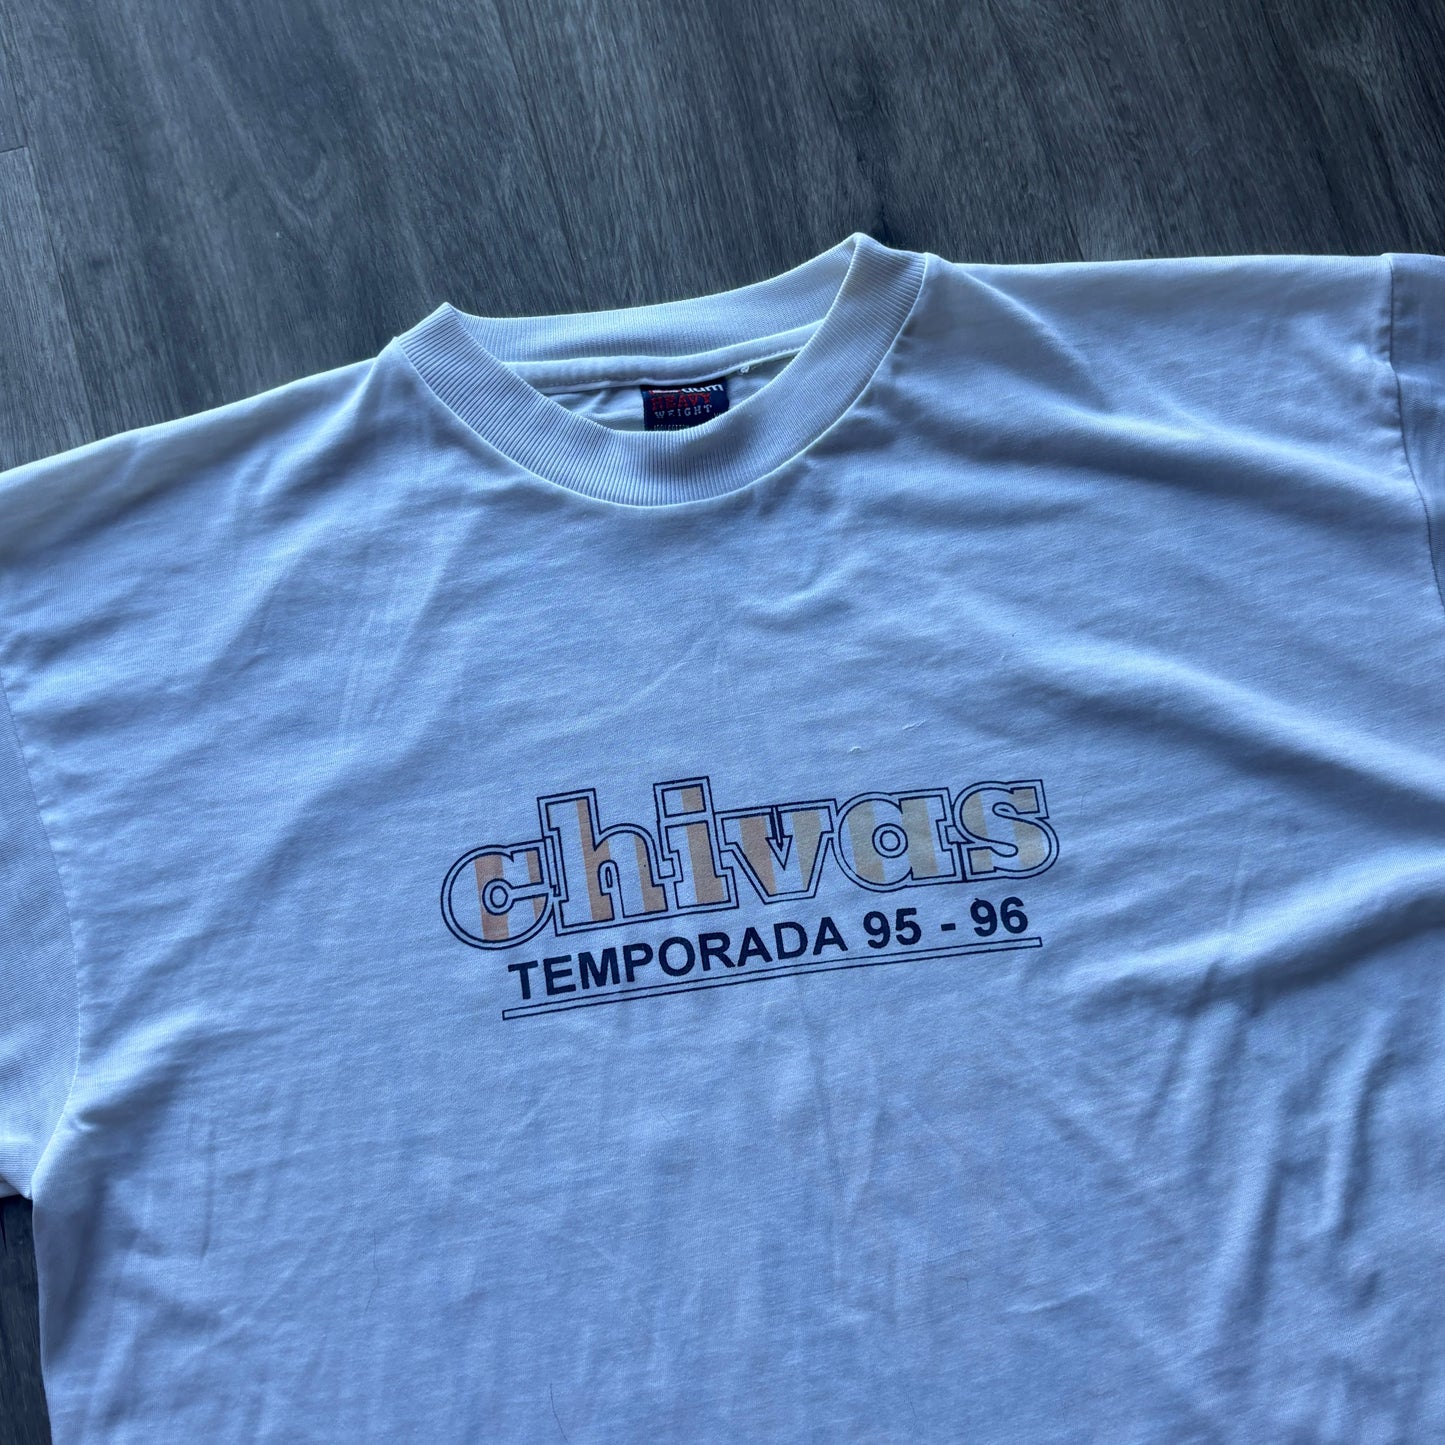 HEAVY
WEIGHT
chivas
TEMPORADA 95 - 96